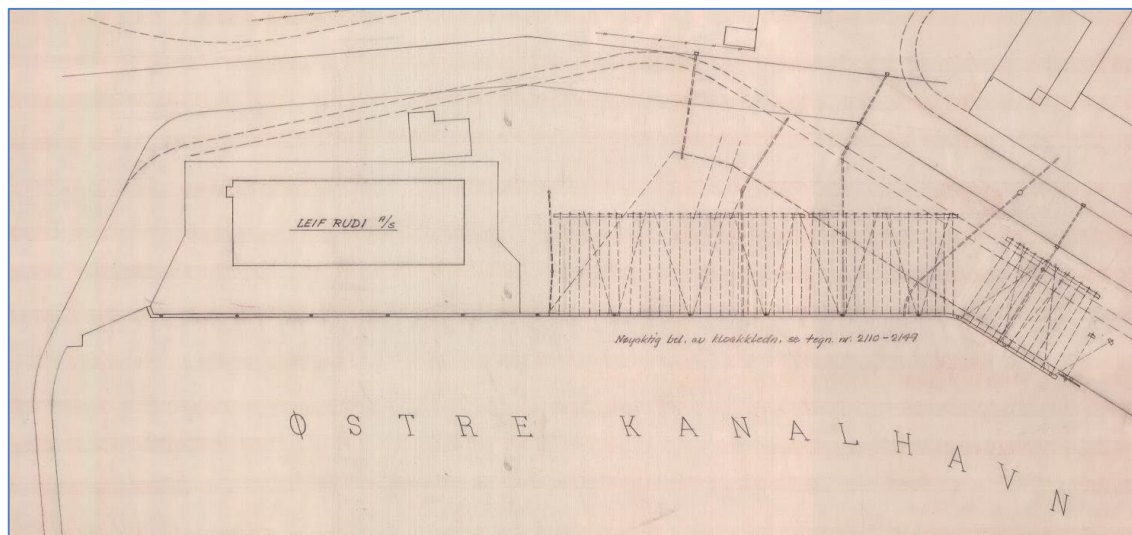 LEIF RUDI A/S
Nøyaktig bel. av kloakkledn. se tegn. nr. 2110-2149
ØSTRE KANALHAVN